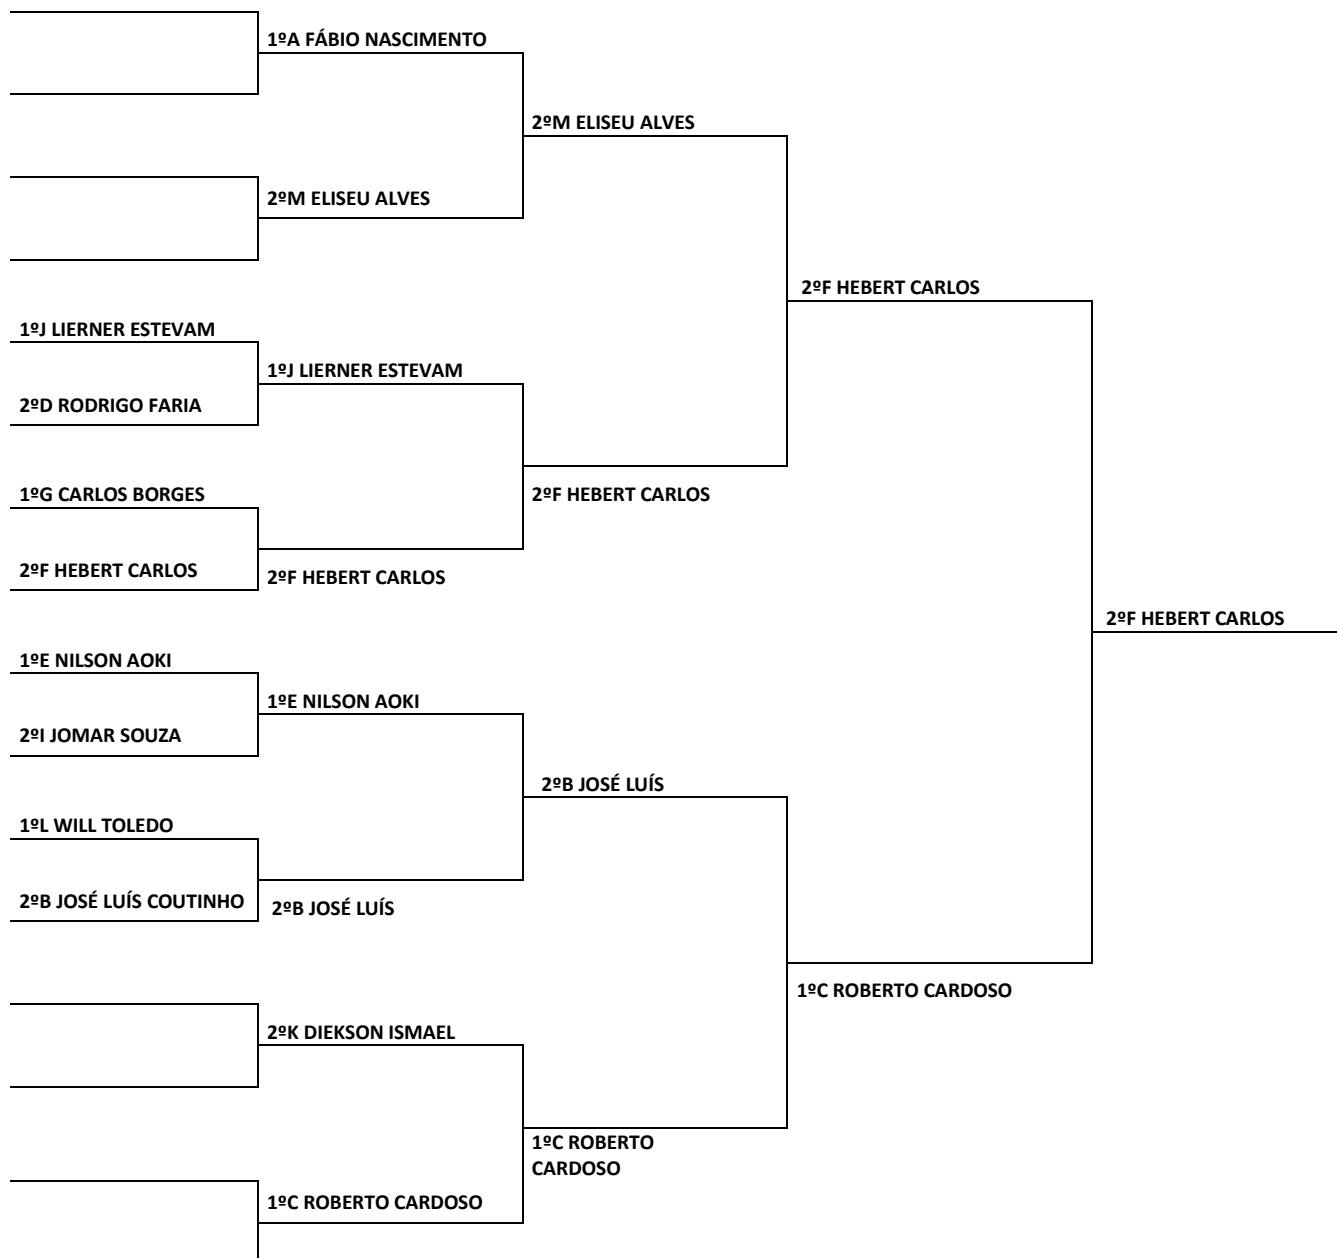 1ºA FÁBIO NASCIMENTO
2ºM ELISEU ALVES
2ºM ELISEU ALVES
2ºF HEBERT CARLOS
1ºJ LIERNER ESTEVAM
1ºJ LIERNER ESTEVAM
2ºD RODRIGO FARIA
1ºG CARLOS BORGES
2ºF HEBERT CARLOS
2ºF HEBERT CARLOS
2ºF HEBERT CARLOS
2ºF HEBERT CARLOS
1ºE NILSON AOKI
1ºE NILSON AOKI
2ºI JOMAR SOUZA
2ºB JOSÉ LUÍS
1ºL WILL TOLEDO
2ºB JOSÉ LUÍS COUTINHO
2ºB JOSÉ LUÍS
1ºC ROBERTO CARDOSO
2ºK DIEKSON ISMAEL
1ºC ROBERTO
CARDOSO
1ºC ROBERTO CARDOSO